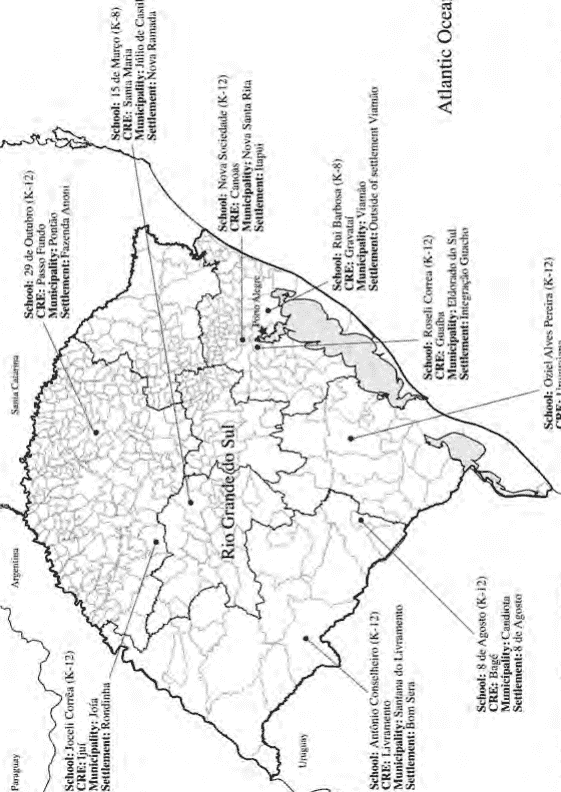 Paraguay
Argentina
Santa Catarina
School: Joceli Corrêa (K-12)
CRE: Ijuí
Municipality: Joía
Settlement: Rondinha
School: 29 de Outubro (K-12)
CRE: Passo Fundo
Municipality: Pontão
Settlement: Fazenda Anoni
School: 15 de Março (K-8)
CRE: Santa Maria
Municipality: Júlio de Castil
Settlement: Nova Ramada
School: Nova Sociedade (K-12)
CRE: Canoas
Municipality: Nova Santa Rita
Settlement: Itapuí
Porto Alegre
Rio Grande do Sul
Uruguay
School: Rui Barbosa (K-8)
CRE: Gravataí
Municipality: Viamão
Settlement: Outside of settlement Viamão
Atlantic Ocea
School: Antônio Conselheiro (K-12)
CRE: Livramento
Municipality: Santana do Livramento
Settlement: Bom Sera
School: Roseli Correa (K-12)
CRE: Guaíba
Municipality: Eldorado do Sul
Settlement: Integração Guacho
School: 8 de Agosto (K-12)
CRE: Bagé
Municipality: Candiota
Settlement: 8 de Agosto
School: Oziel Alves Pereira (K-12)